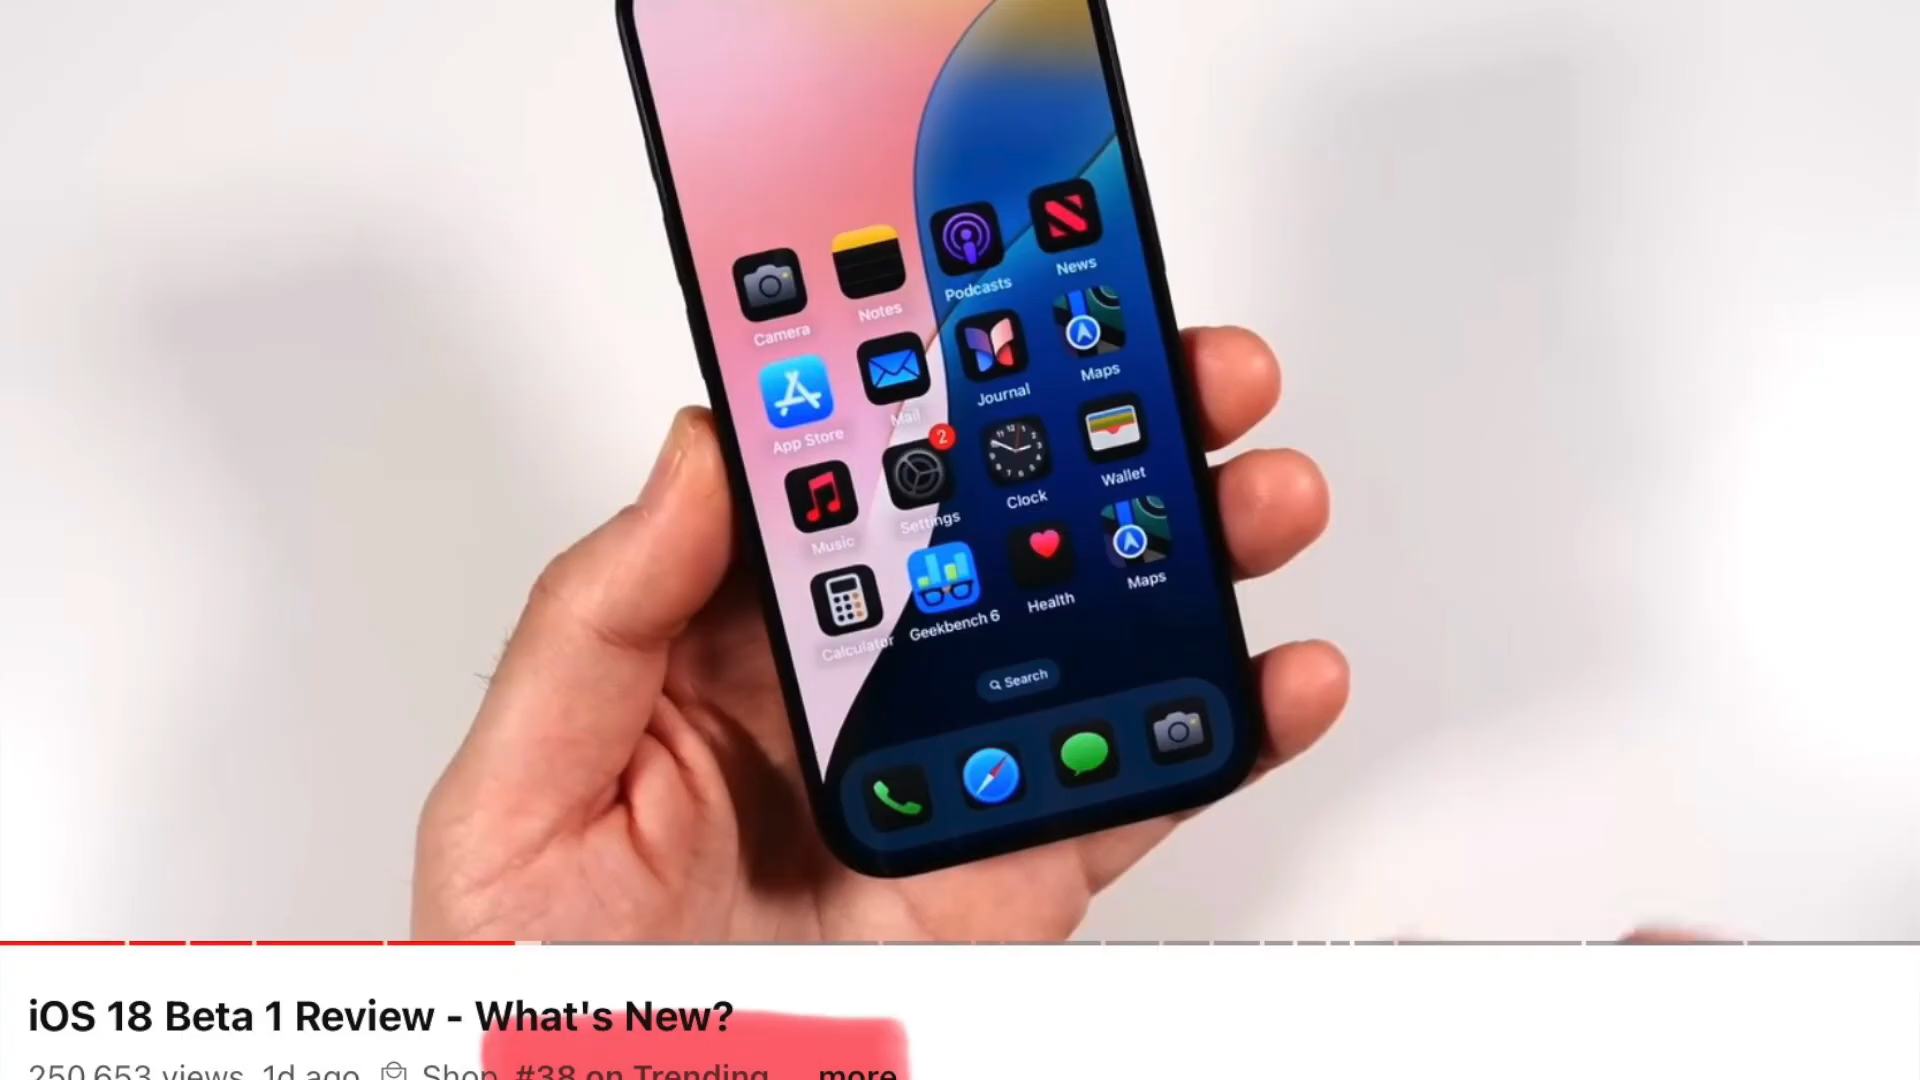 News
Podcasts
Notes
Camera
Maps
Journal
Mail
App Store
2
Wallet
Clock
Settings
Music
Maps
Health
Geekbench 6
Calculator
Search
iOS 18 Beta 1 Review - What's New?
250,653 views 1d ago Shop #38 on Trending ...more